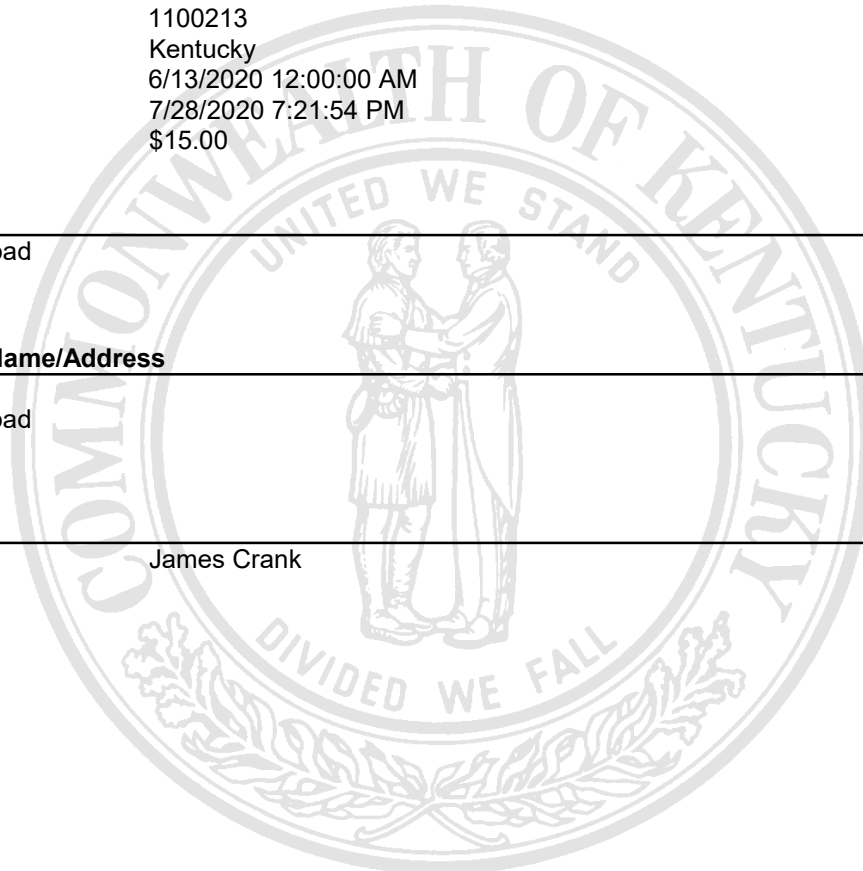 1100213
Kentucky
6/13/2020 12:00:00 AM
7/28/2020 7:21:54 PM
$15.00
COMMONWEALTH OF KENTUCKY
UNITED WE STAND
oad
Name/Address
oad
James Crank
DIVIDED WE FALL